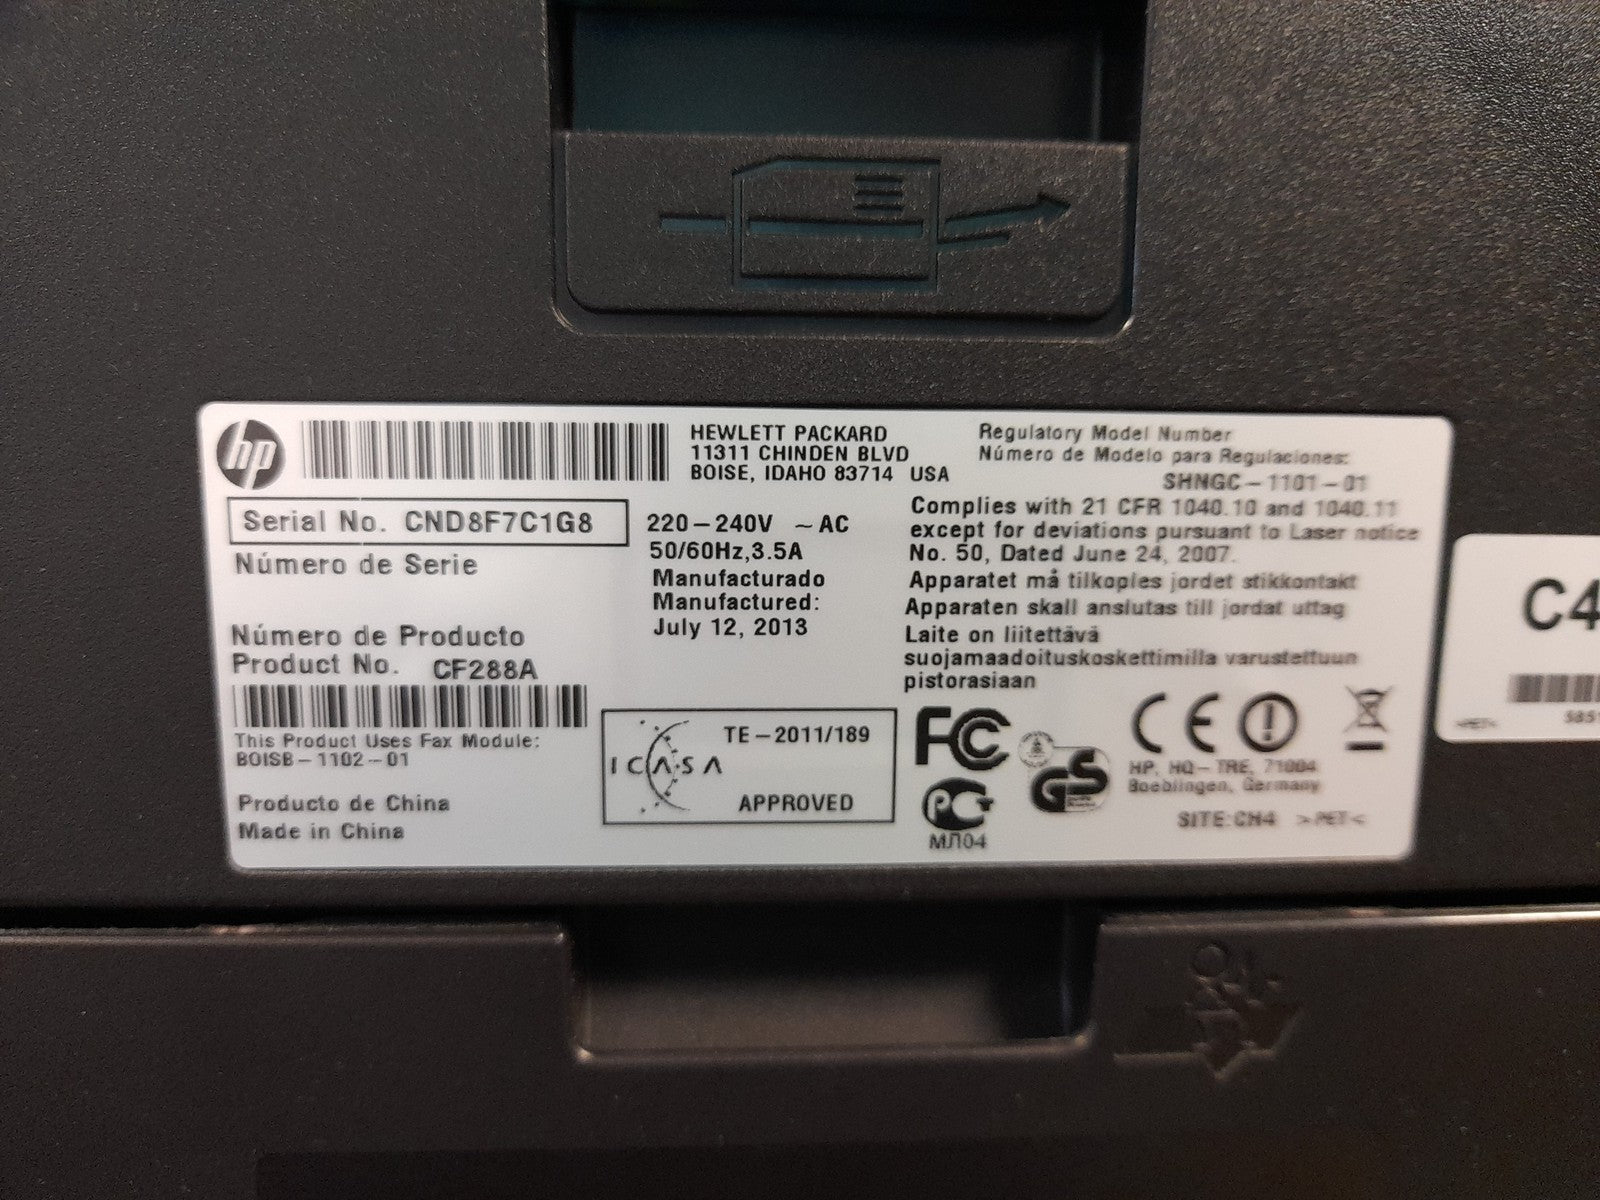 hp
HEWLETT PACKARD
11311 CHINDEN BLVD
BOISE, IDAHO 83714 USA
Regulatory Model Number
Número de Modelo para Regulaciones:
SHNGC-1101-01
Serial No. CND8F7C1G8
Número de Serie
220-240V ~AC
50/60Hz,3.5A
Manufacturado
Manufactured:
July 12, 2013
Complies with 21 CFR 1040.10 and 1040.11
except for deviations pursuant to Laser notice
No. 50, Dated June 24, 2007.
Apparatet må tilkoples jordet stikkontakt
Apparaten skall anslutas till jordat uttag
Laite on liitettävä
suojamaadoituskoskettimilla varustettuun
pistorasiaan
Número de Producto
Product No. CF288A
This Product Uses Fax Module:
BOISB-1102-01
Producto de China
Made in China
ICASA
TE-2011/189
APPROVED
FC
GS
МЛ04
CE
HP, HQ-TRE, 71004
Boeblingen, Germany
SITE:CH4 >PET<
C4